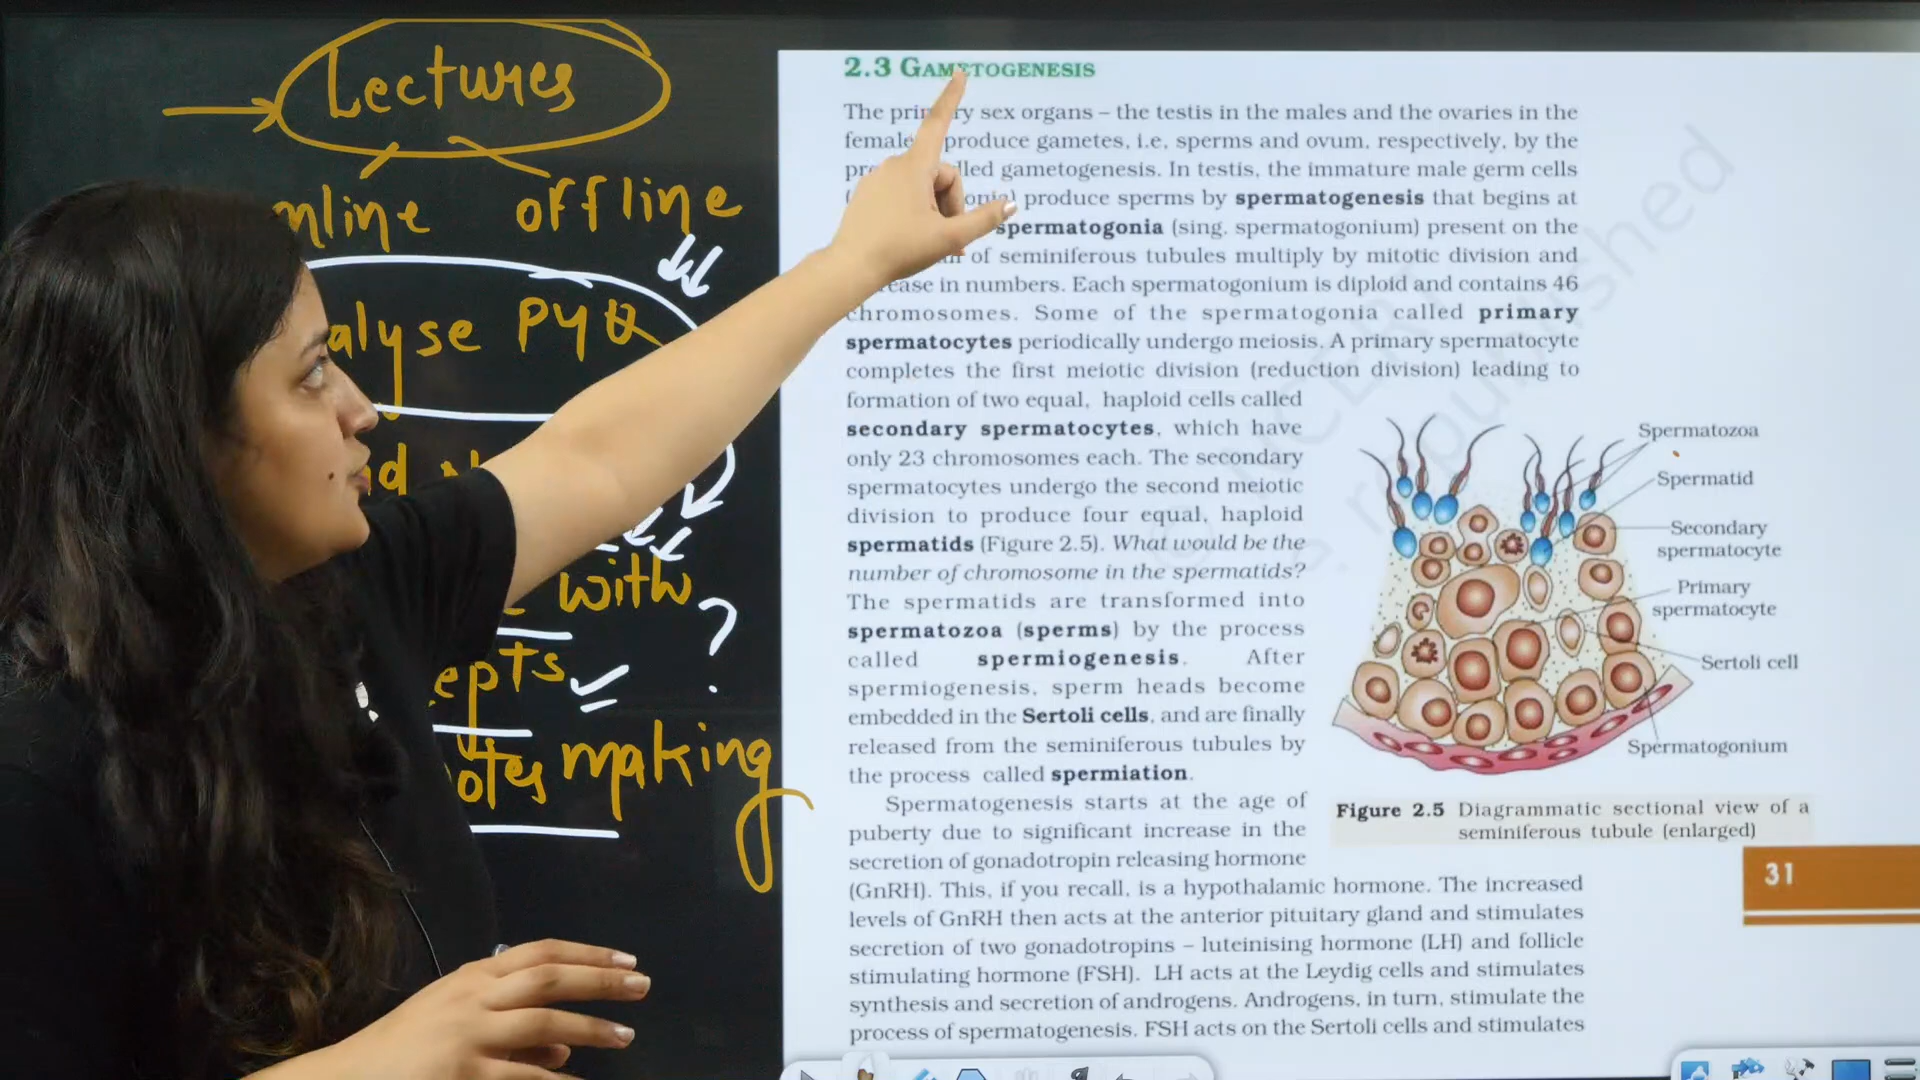 Lectures
nline offline
alyse PYQ
nd
with
?
epts
otes making
2.3 GAMETOGENESIS
The prim ry sex organs – the testis in the males and the ovaries in the
female produce gametes, i.e, sperms and ovum, respectively, by the
pr lled gametogenesis. In testis, the immature male germ cells
( onia) produce sperms by spermatogenesis that begins at
spermatogonia (sing. spermatogonium) present on the
of seminiferous tubules multiply by mitotic division and
ease in numbers. Each spermatogonium is diploid and contains 46
chromosomes. Some of the spermatogonia called primary
spermatocytes periodically undergo meiosis. A primary spermatocyte
completes the first meiotic division (reduction division) leading to
formation of two equal, haploid cells called
secondary spermatocytes, which have
only 23 chromosomes each. The secondary
spermatocytes undergo the second meiotic
division to produce four equal, haploid
spermatids (Figure 2.5). What would be the
number of chromosome in the spermatids?
The spermatids are transformed into
spermatozoa (sperms) by the process
called spermiogenesis. After
spermiogenesis, sperm heads become
embedded in the Sertoli cells, and are finally
released from the seminiferous tubules by
the process called spermiation.
Spermatogenesis starts at the age of
puberty due to significant increase in the
secretion of gonadotropin releasing hormone
(GnRH). This, if you recall, is a hypothalamic hormone. The increased
levels of GnRH then acts at the anterior pituitary gland and stimulates
secretion of two gonadotropins – luteinising hormone (LH) and follicle
stimulating hormone (FSH). LH acts at the Leydig cells and stimulates
synthesis and secretion of androgens. Androgens, in turn, stimulate the
process of spermatogenesis. FSH acts on the Sertoli cells and stimulates
Spermatozoa
Spermatid
Secondary
spermatocyte
Primary
spermatocyte
Sertoli cell
Spermatogonium
Figure 2.5 Diagrammatic sectional view of a
seminiferous tubule (enlarged)
31
© NCERT
republished